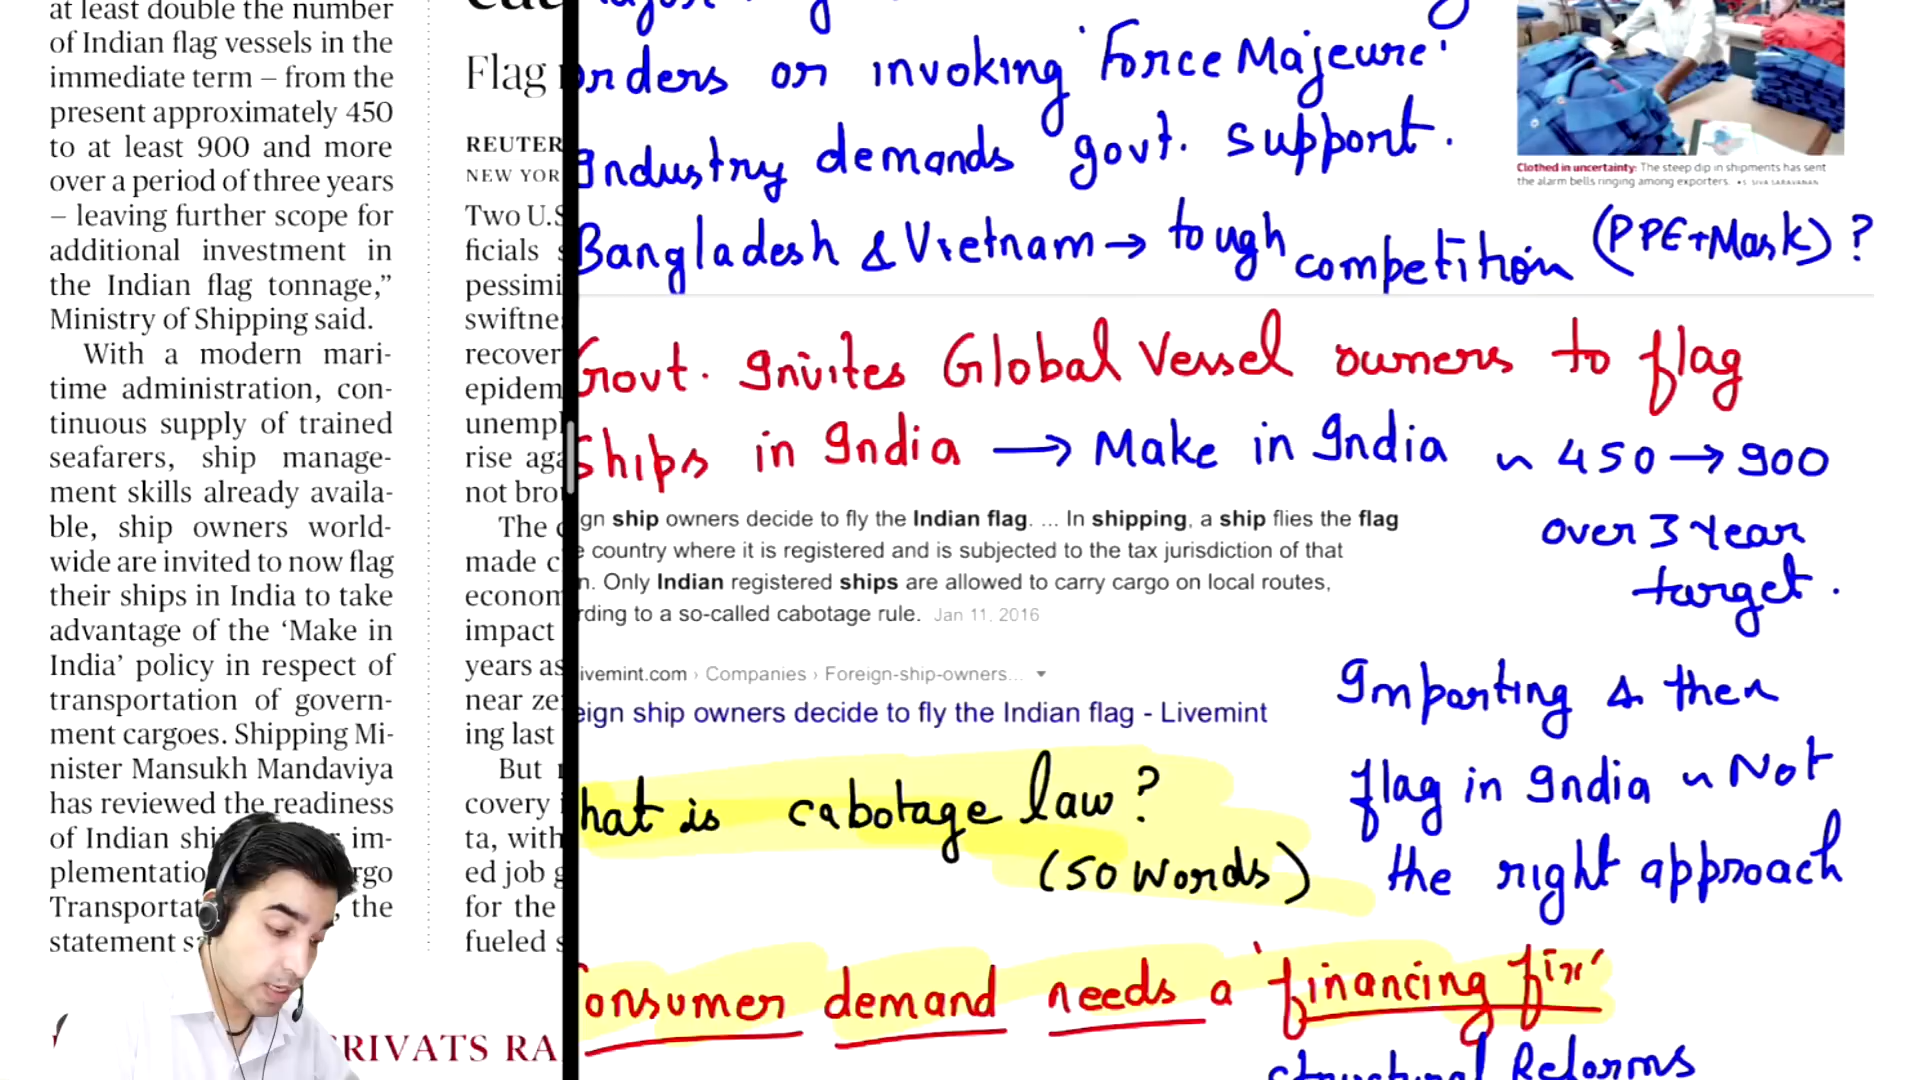 at least double the number
of Indian flag vessels in the
immediate term – from the
present approximately 450
to at least 900 and more
over a period of three years
– leaving further scope for
additional investment in
the Indian flag tonnage,”
Ministry of Shipping said.
With a modern mari-
time administration, con-
tinuous supply of trained
seafarers, ship manage-
ment skills already availa-
ble, ship owners world-
wide are invited to now flag
their ships in India to take
advantage of the ‘Make in
India’ policy in respect of
transportation of govern-
ment cargoes. Shipping Mi-
nister Mansukh Mandaviya
has reviewed the readiness
of Indian shi im-
plementatio rgo
Transporta , the
statement s
RIVATS RA
Flag
REUTER
NEW YOR
Two U.S
ficials s
pessimi
swiftne
recover
epidem
unempl
rise aga
not bro
The
made c
econom
impact
years as
near ze
ing last
But
covery
ta, with
ed job g
for the
fueled s
orders or invoking 'Force Majeure'
Industry demands govt. support.
Bangladesh & Vietnam → tough competition (PPE+Mask) ?
Clothed in uncertainty: The steep dip in shipments has sent
the alarm bells ringing among exporters.
Govt. Invites Global Vessel owners to flag
ships in India → Make in India ~ 450 → 900
over 3 Year
target.
gn ship owners decide to fly the Indian flag. ... In shipping, a ship flies the flag
e country where it is registered and is subjected to the tax jurisdiction of that
n. Only Indian registered ships are allowed to carry cargo on local routes,
rding to a so-called cabotage rule. Jan 11, 2016
ivemint.com › Companies › Foreign-ship-owners...
eign ship owners decide to fly the Indian flag - Livemint
Importing & then
flag in India ~ Not
the right approach
hat is cabotage law?
(50 words)
onsumer demand needs a 'financing fix'
structural Reforms